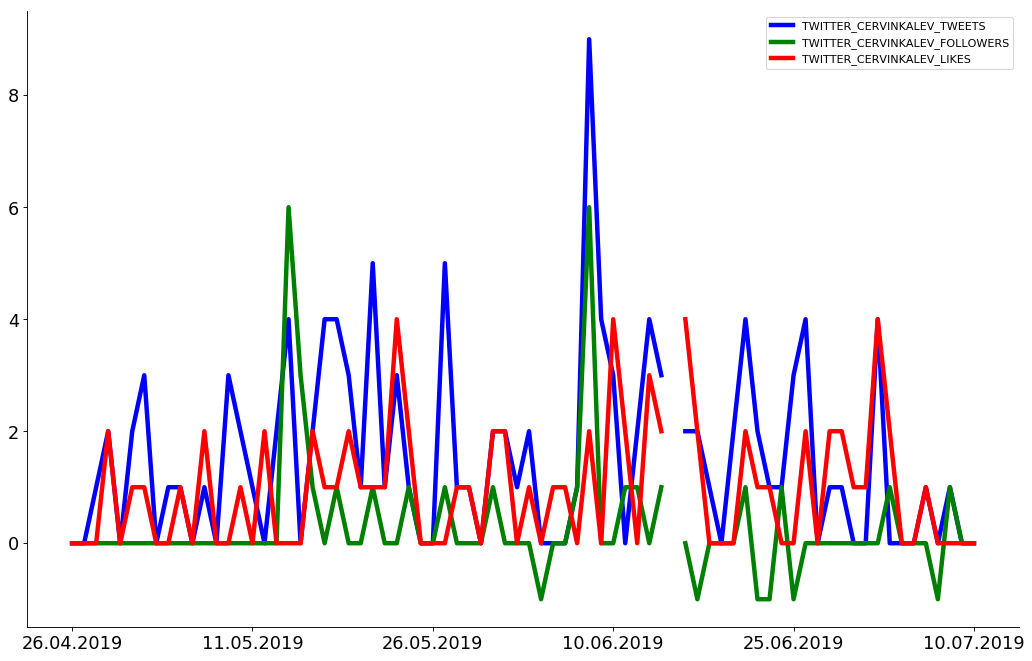 TWITTER_CERVINKALEV_TWEETS
TWITTER_CERVINKALEV_FOLLOWERS
TWITTER_CERVINKALEV_LIKES
8
6
4
2
0
26.04.2019 11.05.2019 26.05.2019 10.06.2019 25.06.2019 10.07.2019